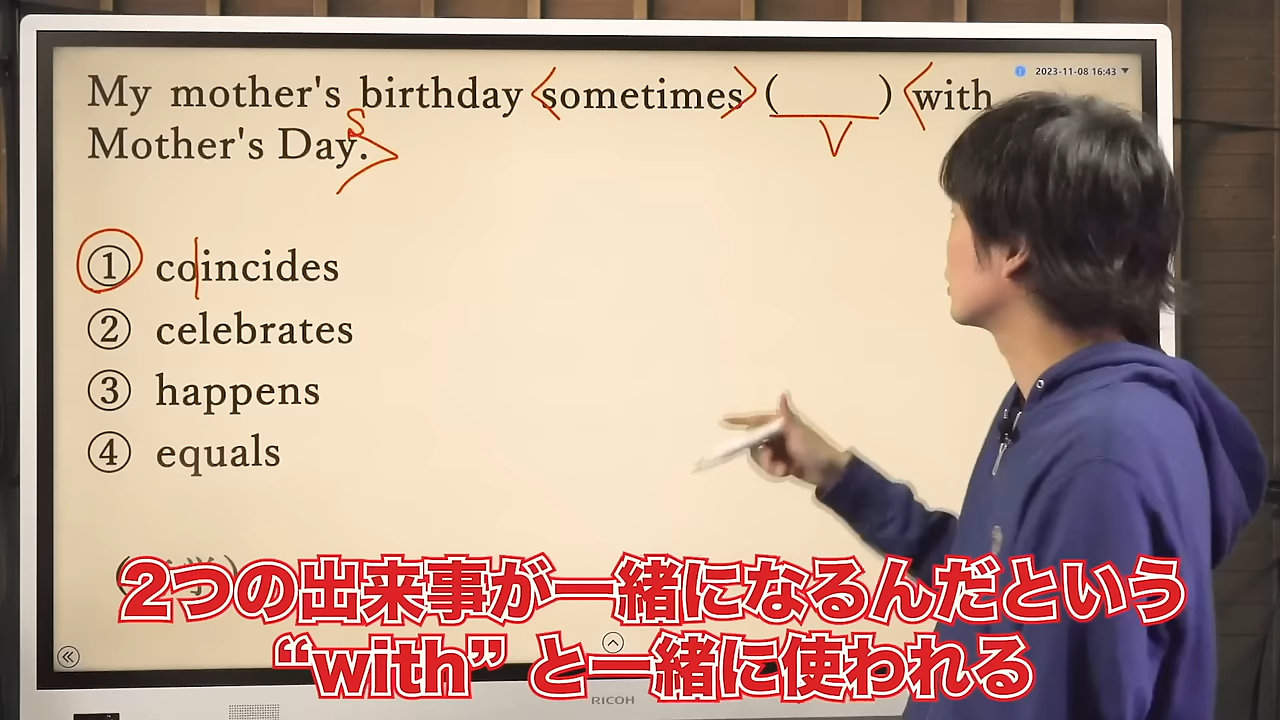 My mother's birthday sometimes ( ) with
Mother's Day.
S
V
2023-11-08 16:43
① coincides
② celebrates
③ happens
④ equals
2つの出来事が一緒になるんだという
“with” と一緒に使われる
RICOH